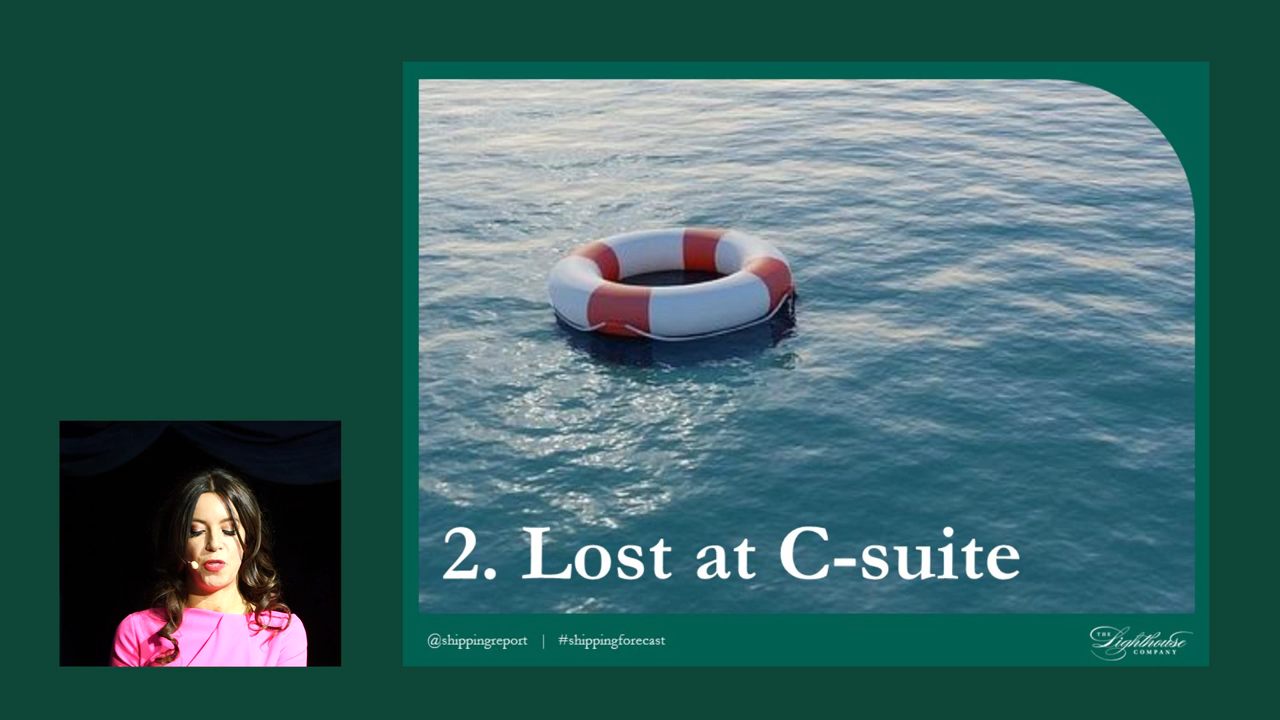 2. Lost at C-suite
@shippingreport | #shippingforecast
THE
Lighthouse
COMPANY